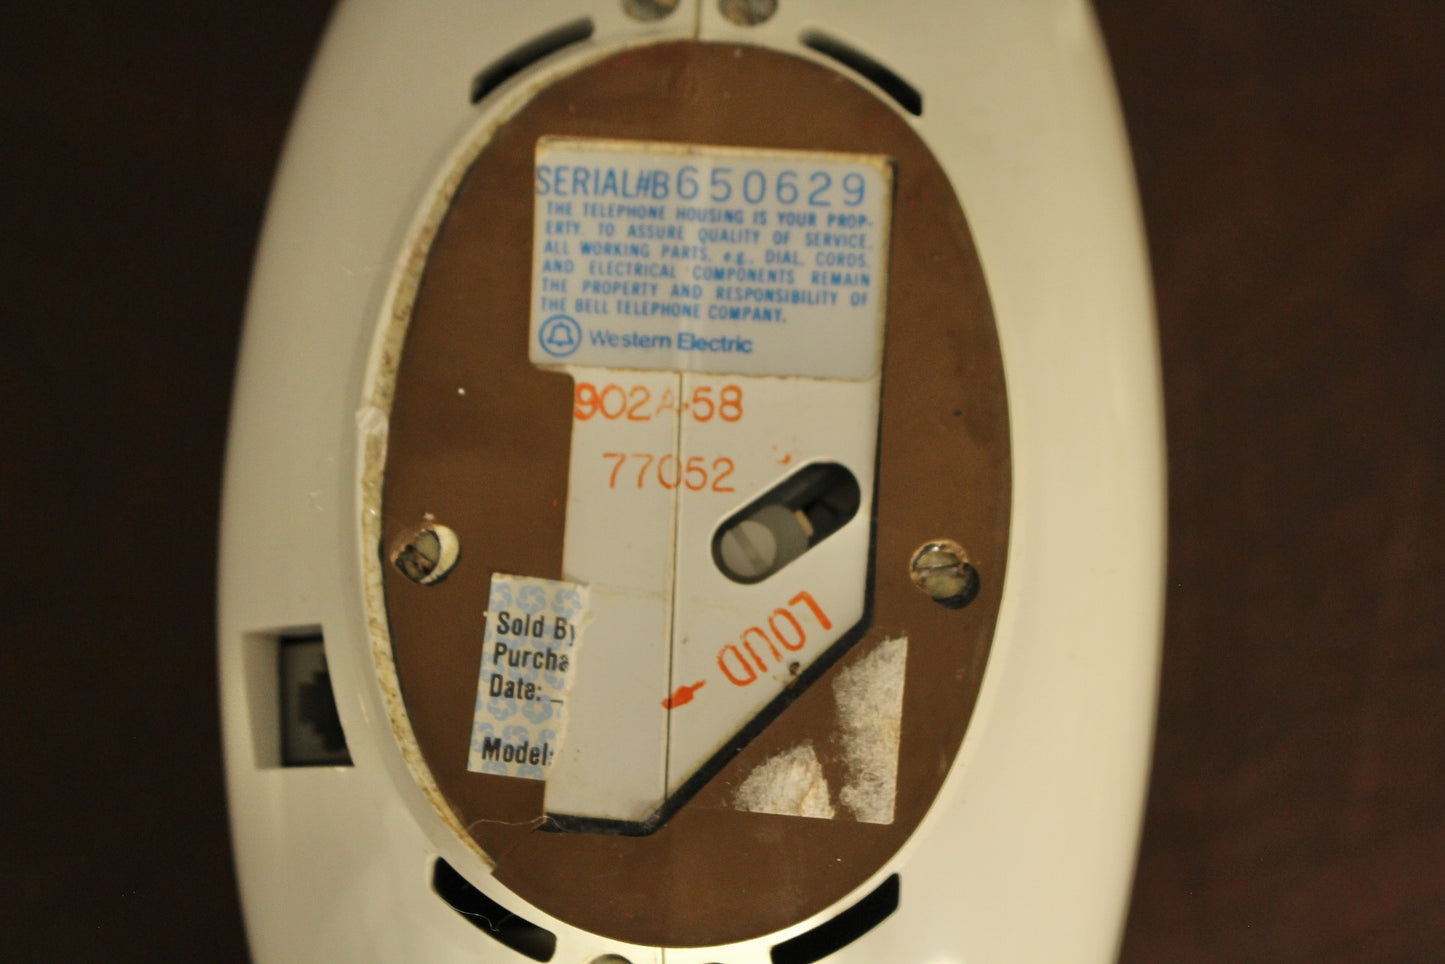 SERIAL#B650629
THE TELEPHONE HOUSING IS YOUR PROP-
ERTY. TO ASSURE QUALITY OF SERVICE,
ALL WORKING PARTS, e.g., DIAL, CORDS,
AND ELECTRICAL COMPONENTS REMAIN
THE PROPERTY AND RESPONSIBILITY OF
THE BELL TELEPHONE COMPANY.
Western Electric
902A-58
77052
LOUD
Sold By
Purcha
Date: _
Model: